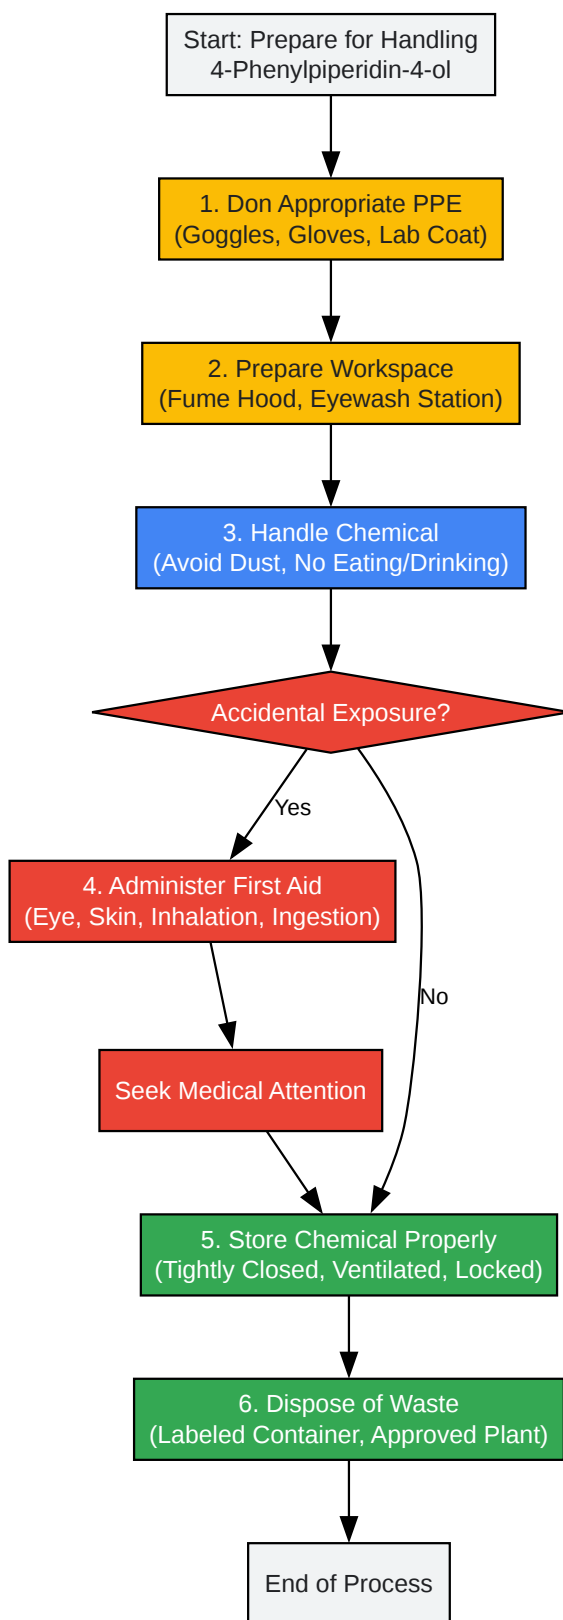 Start: Prepare for Handling
4-Phenylpiperidin-4-ol
1. Don Appropriate PPE
(Goggles, Gloves, Lab Coat)
2. Prepare Workspace
(Fume Hood, Eyewash Station)
3. Handle Chemical
(Avoid Dust, No Eating/Drinking)
Accidental Exposure?
Yes
4. Administer First Aid
(Eye, Skin, Inhalation, Ingestion)
No
Seek Medical Attention
5. Store Chemical Properly
(Tightly Closed, Ventilated, Locked)
6. Dispose of Waste
(Labeled Container, Approved Plant)
End of Process